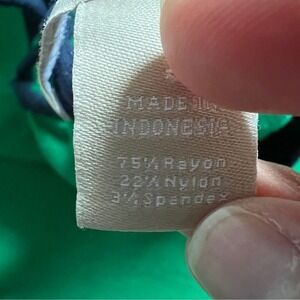 MADE IN
INDONESIA
75% Rayon
22% Nylon
3% Spandex